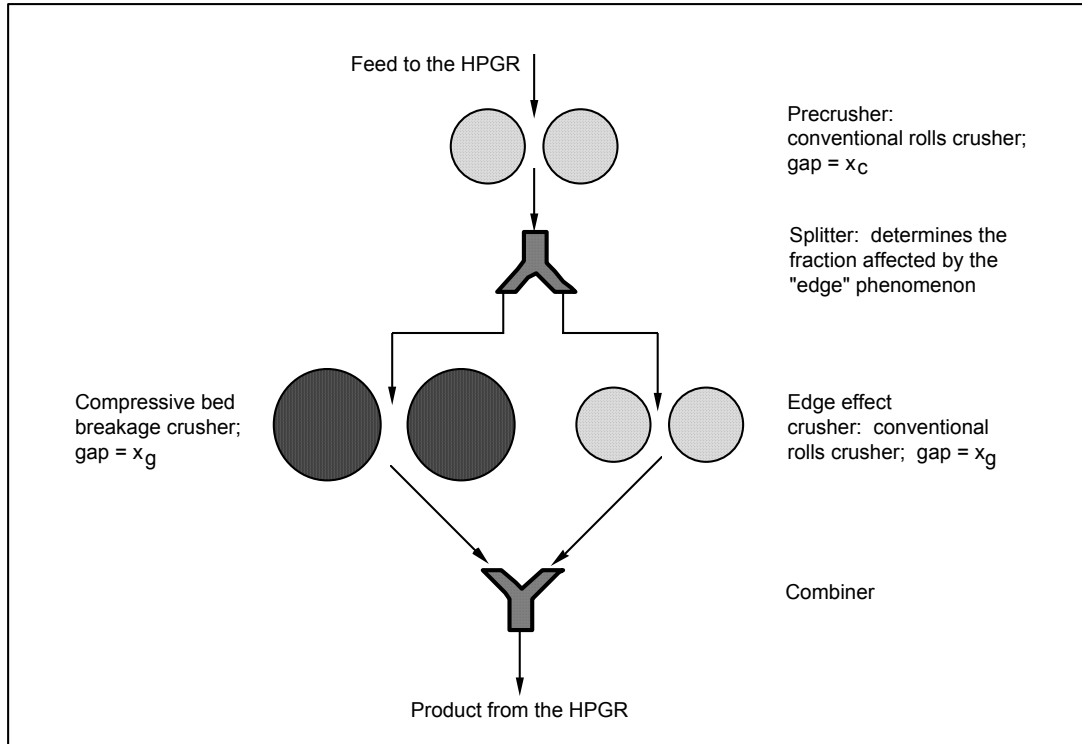 Feed to the HPGR
Precrusher:
conventional rolls crusher;
gap = xc
Splitter: determines the
fraction affected by the
"edge" phenomenon
Compressive bed
breakage crusher;
gap = xg
Edge effect
crusher: conventional
rolls crusher; gap = xg
Combiner
Product from the HPGR